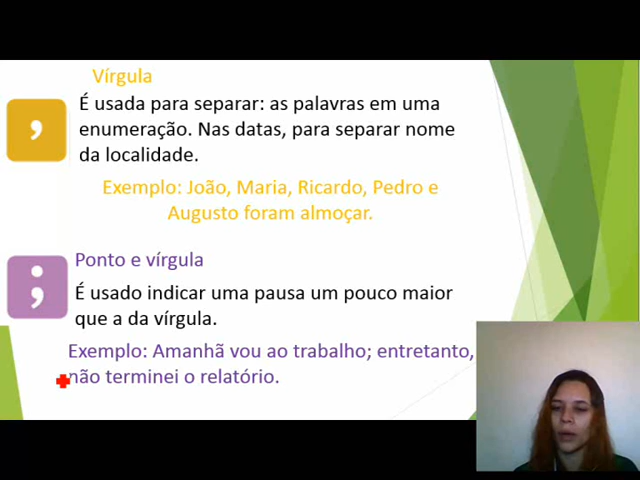 Vírgula
É usada para separar: as palavras em uma
enumeração. Nas datas, para separar nome
da localidade.
Exemplo: João, Maria, Ricardo, Pedro e
Augusto foram almoçar.
Ponto e vírgula
É usado indicar uma pausa um pouco maior
que a da vírgula.
Exemplo: Amanhã vou ao trabalho; entretanto,
não terminei o relatório.